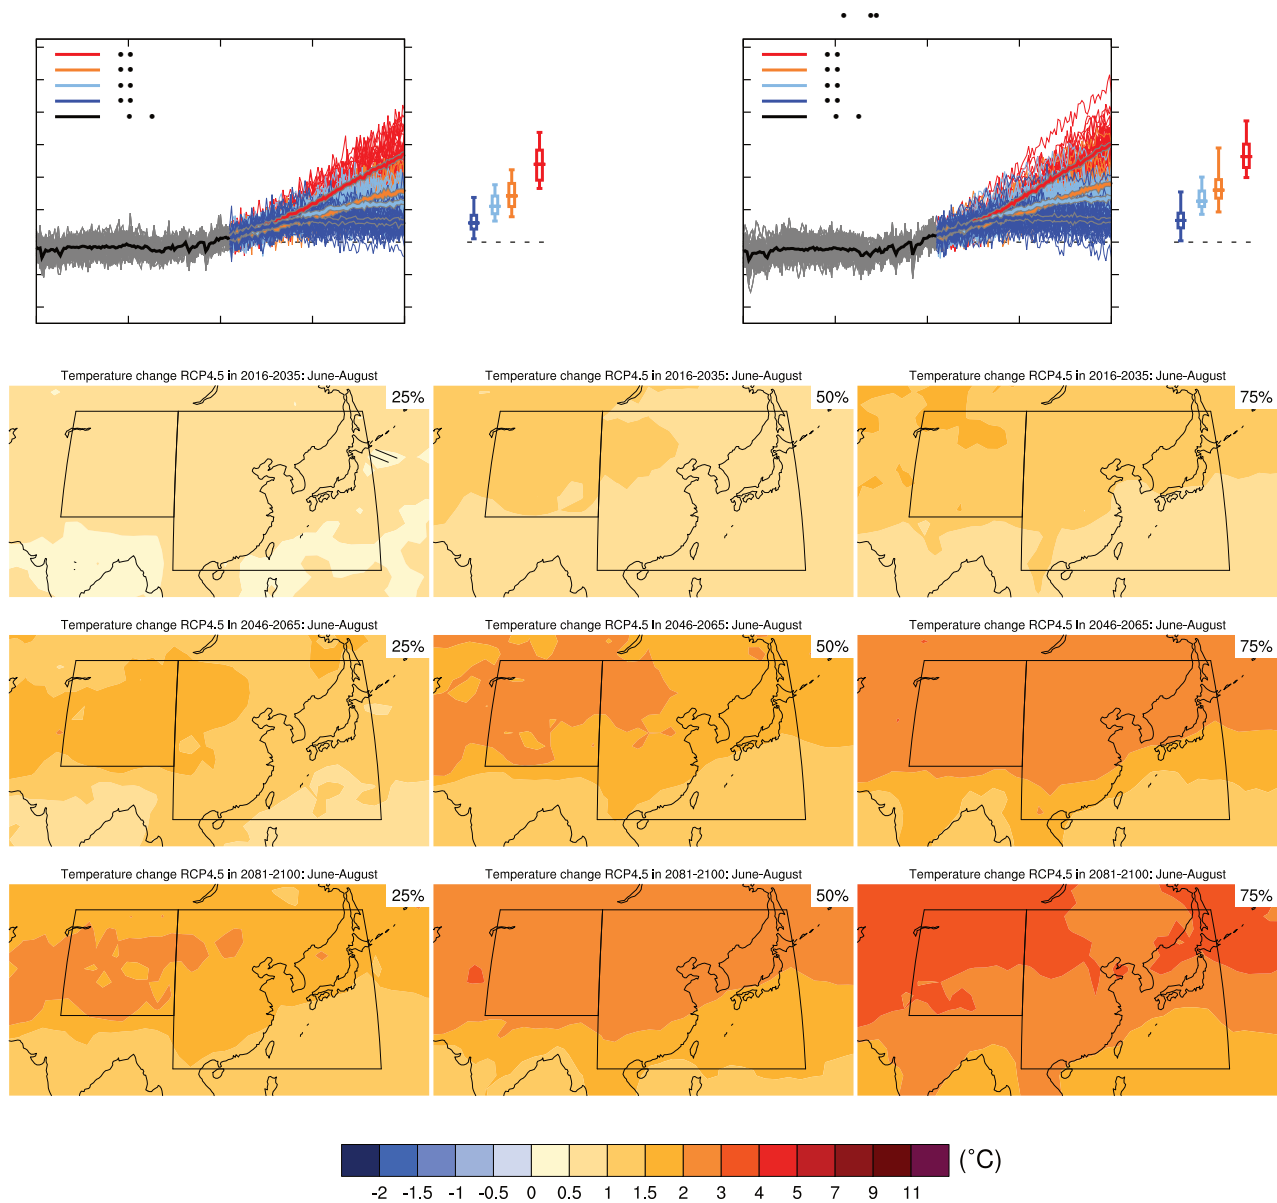 Temperature change RCP4.5 in 2016-2035: June-August
25%
Temperature change RCP4.5 in 2016-2035: June-August
50%
Temperature change RCP4.5 in 2016-2035: June-August
75%
Temperature change RCP4.5 in 2046-2065: June-August
25%
Temperature change RCP4.5 in 2046-2065: June-August
50%
Temperature change RCP4.5 in 2046-2065: June-August
75%
Temperature change RCP4.5 in 2081-2100: June-August
25%
Temperature change RCP4.5 in 2081-2100: June-August
50%
Temperature change RCP4.5 in 2081-2100: June-August
75%
(°C)
-2 -1.5 -1 -0.5 0 0.5 1 1.5 2 3 4 5 7 9 11